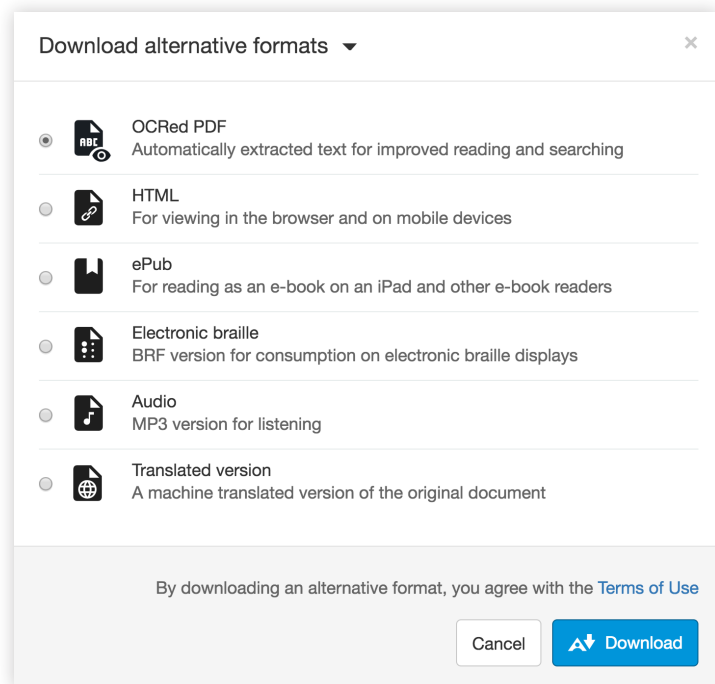 Download alternative formats
×
ABC
OCRed PDF
Automatically extracted text for improved reading and searching
HTML
For viewing in the browser and on mobile devices
ePub
For reading as an e-book on an iPad and other e-book readers
Electronic braille
BRF version for consumption on electronic braille displays
Audio
MP3 version for listening
Translated version
A machine translated version of the original document
By downloading an alternative format, you agree with the Terms of Use
Cancel
Download